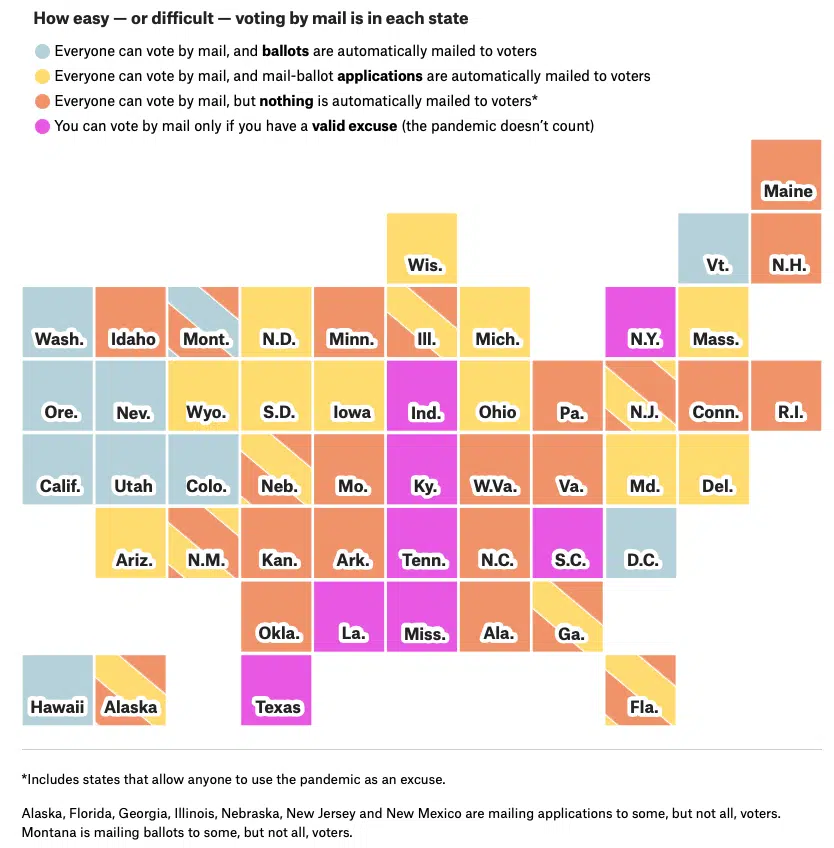 How easy — or difficult — voting by mail is in each state
Everyone can vote by mail, and ballots are automatically mailed to voters
Everyone can vote by mail, and mail-ballot applications are automatically mailed to voters
Everyone can vote by mail, but nothing is automatically mailed to voters*
You can vote by mail only if you have a valid excuse (the pandemic doesn’t count)
Maine
Wis. Vt. N.H.
Wash. Idaho Mont. N.D. Minn. Ill. Mich. N.Y. Mass.
Ore. Nev. Wyo. S.D. Iowa Ind. Ohio Pa. N.J. Conn. R.I.
Calif. Utah Colo. Neb. Mo. Ky. W.Va. Va. Md. Del.
Ariz. N.M. Kan. Ark. Tenn. N.C. S.C. D.C.
Okla. La. Miss. Ala. Ga.
Hawaii Alaska Texas Fla.
*Includes states that allow anyone to use the pandemic as an excuse.
Alaska, Florida, Georgia, Illinois, Nebraska, New Jersey and New Mexico are mailing applications to some, but not all, voters.
Montana is mailing ballots to some, but not all, voters.